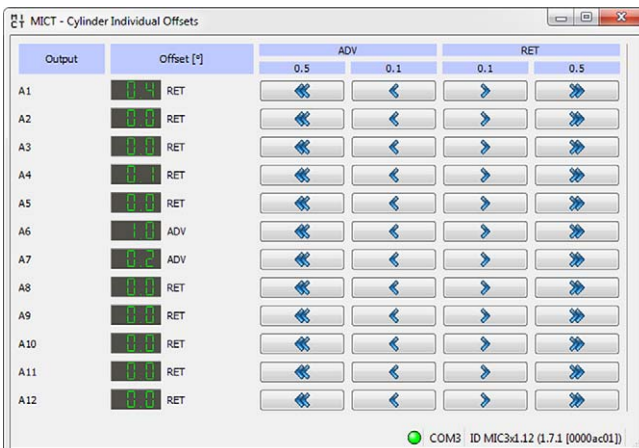 MICT - Cylinder Individual Offsets
Output Offset [°] ADV RET
0.5 0.1 0.1 0.5
A1 0.4 RET
A2 0.0 RET
A3 0.0 RET
A4 0.1 RET
A5 0.0 RET
A6 1.0 ADV
A7 0.2 ADV
A8 0.0 RET
A9 0.0 RET
A10 0.0 RET
A11 0.0 RET
A12 0.0 RET
COM3 ID MIC3x1.12 (1.7.1 [0000ac01])